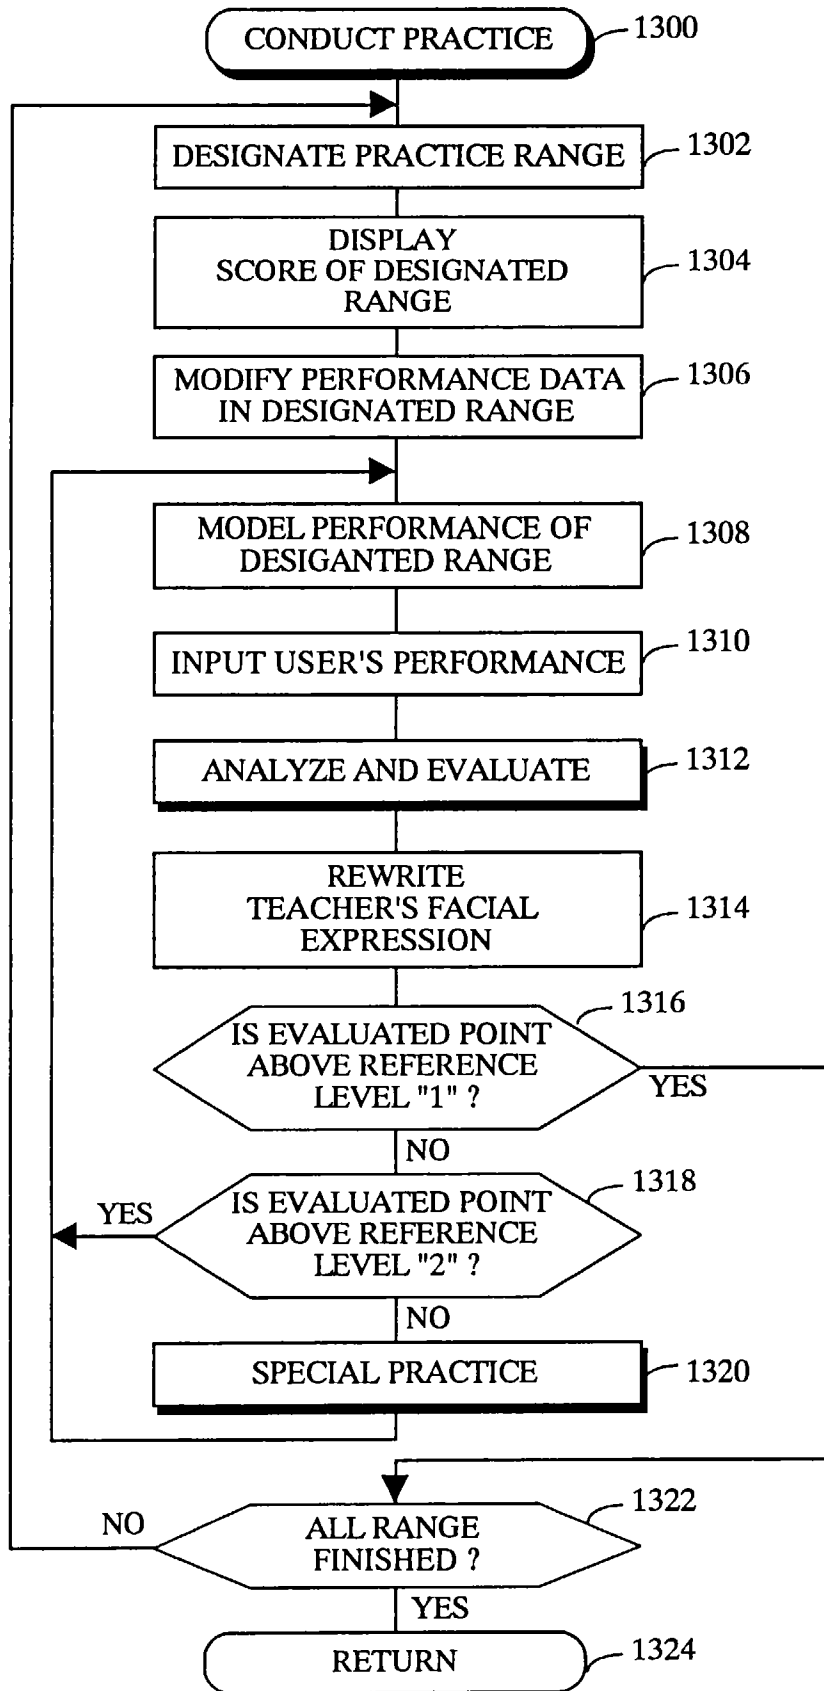 CONDUCT PRACTICE
1300
DESIGNATE PRACTICE RANGE
1302
DISPLAY
SCORE OF DESIGNATED
RANGE
1304
MODIFY PERFORMANCE DATA
IN DESIGNATED RANGE
1306
MODEL PERFORMANCE OF
DESIGANTED RANGE
1308
INPUT USER'S PERFORMANCE
1310
ANALYZE AND EVALUATE
1312
REWRITE
TEACHER'S FACIAL
EXPRESSION
1314
IS EVALUATED POINT
ABOVE REFERENCE
LEVEL "1" ?
1316
YES
NO
IS EVALUATED POINT
ABOVE REFERENCE
LEVEL "2" ?
1318
YES
NO
SPECIAL PRACTICE
1320
ALL RANGE
FINISHED ?
1322
NO
YES
RETURN
1324